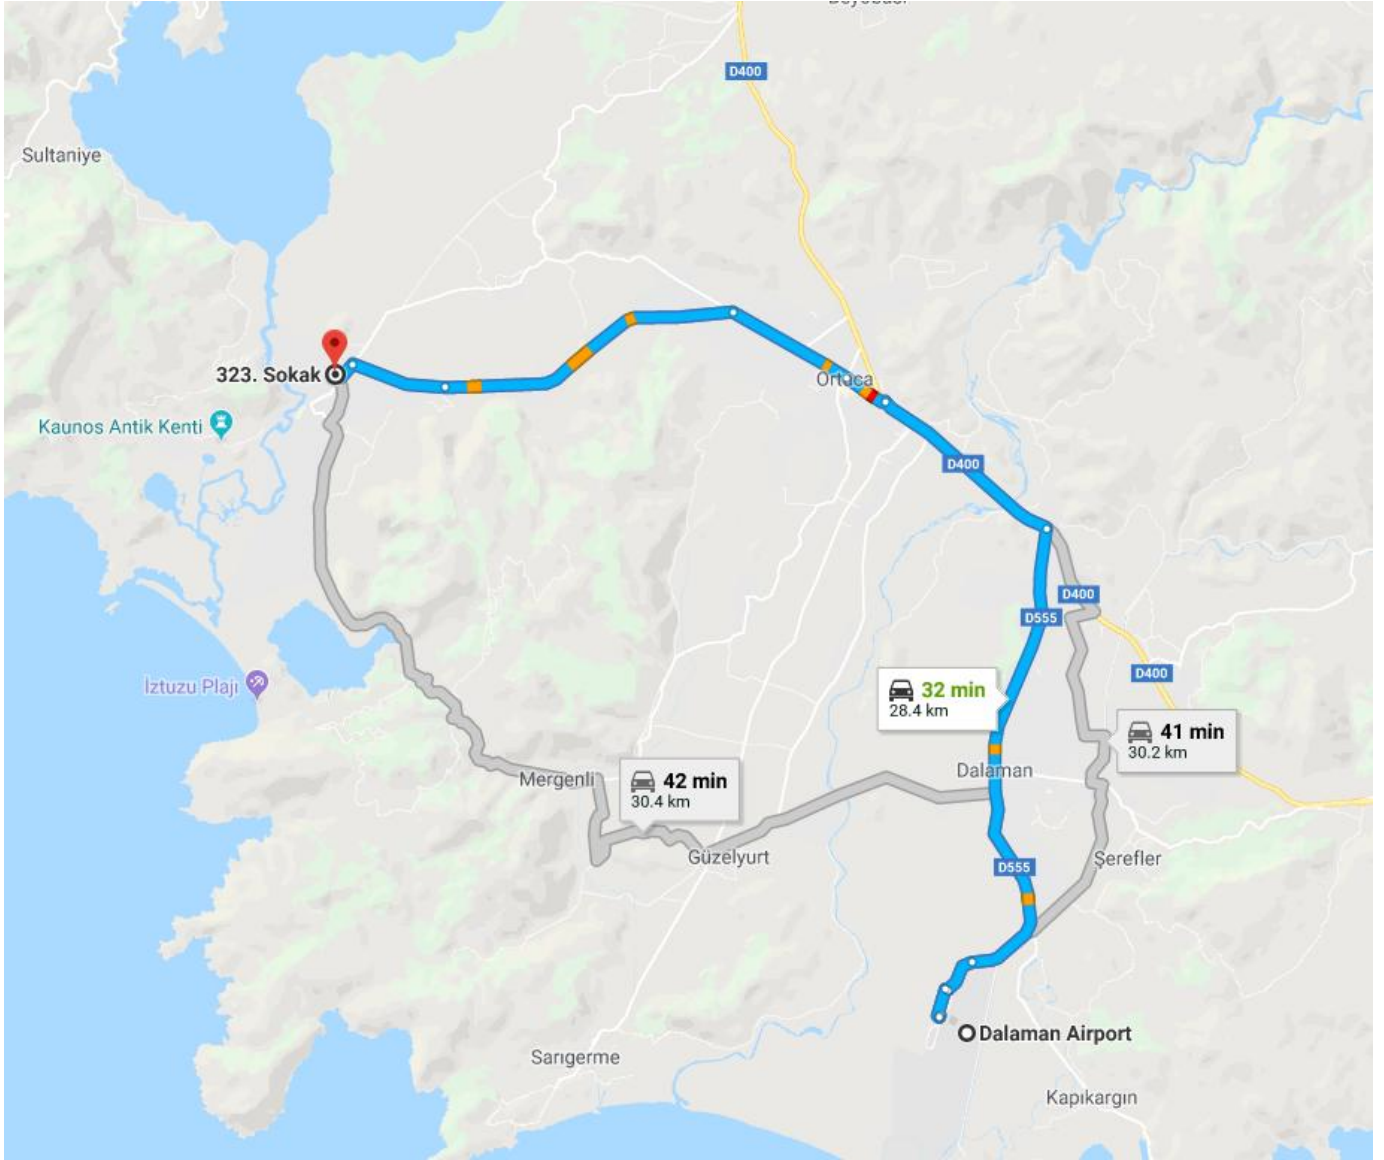 D400
Sultaniye
323. Sokak
Ortaca
Kaunos Antik Kenti
D400
D400
D555
İztuzu Plajı
32 min
28.4 km
D400
41 min
30.2 km
Mergenli
42 min
30.4 km
Dalaman
Güzelyurt
D555
Şerefler
Dalaman Airport
Sarıgerme
Kapıkargın